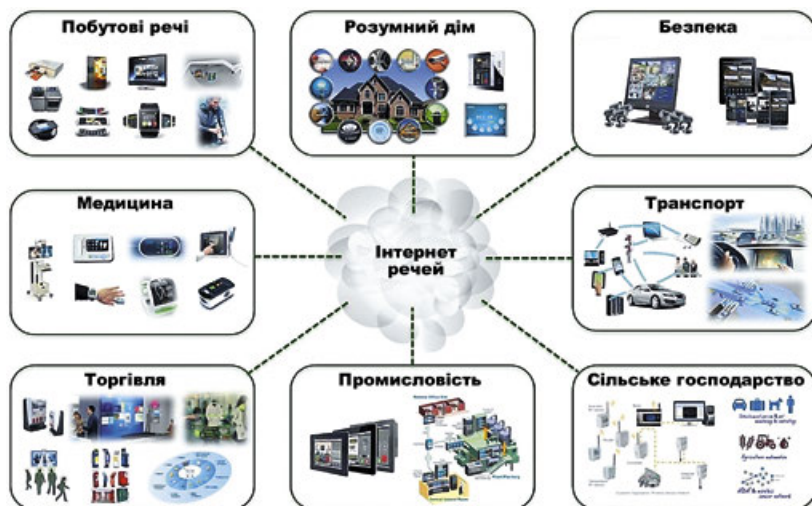 Побутові речі
Розумний дім
Безпека
Медицина
Інтернет
речей
Транспорт
Торгівля
Промисловість
Сільське господарство